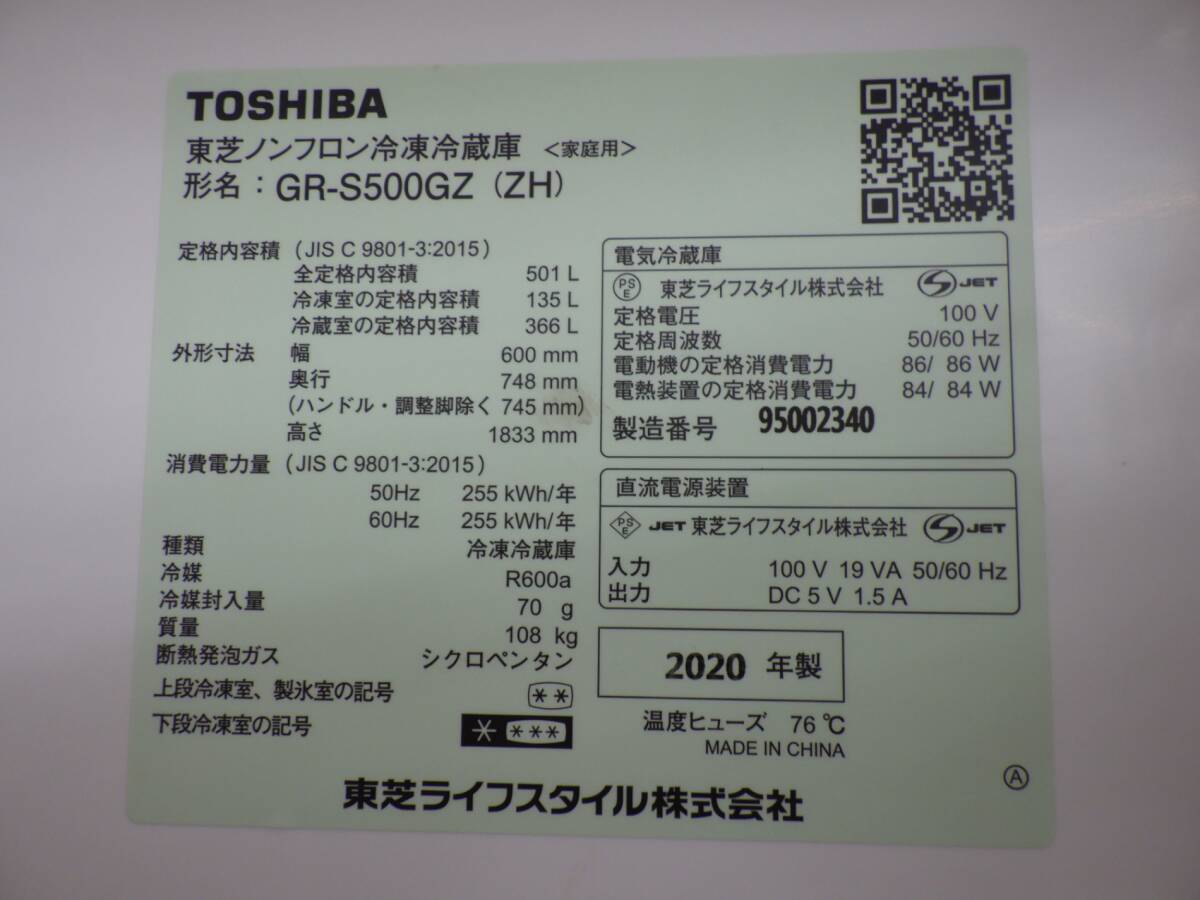 TOSHIBA
東芝ノンフロン冷凍冷蔵庫 <家庭用>
形名：GR-S500GZ（ZH）
定格内容積 （JIS C 9801-3:2015）
全定格内容積 501 L
冷凍室の定格内容積 135 L
冷蔵室の定格内容積 366 L
外形寸法 幅 600 mm
奥行 748 mm
（ハンドル・調整脚除く 745 mm）
高さ 1833 mm
消費電力量 （JIS C 9801-3:2015）
50Hz 255 kWh/年
60Hz 255 kWh/年
種類 冷凍冷蔵庫
冷媒 R600a
冷媒封入量 70 g
質量 108 kg
断熱発泡ガス シクロペンタン
上段冷凍室、製氷室の記号 **
下段冷凍室の記号 * ***
電気冷蔵庫
PSE 東芝ライフスタイル株式会社 S JET
定格電圧 100 V
定格周波数 50/60 Hz
電動機の定格消費電力 86/ 86 W
電熱装置の定格消費電力 84/ 84 W
製造番号 95002340
直流電源装置
PSE JET 東芝ライフスタイル株式会社 S JET
入力 100 V 19 VA 50/60 Hz
出力 DC 5 V 1.5 A
2020 年製
温度ヒューズ 76 ℃
MADE IN CHINA
Ⓐ
東芝ライフスタイル株式会社